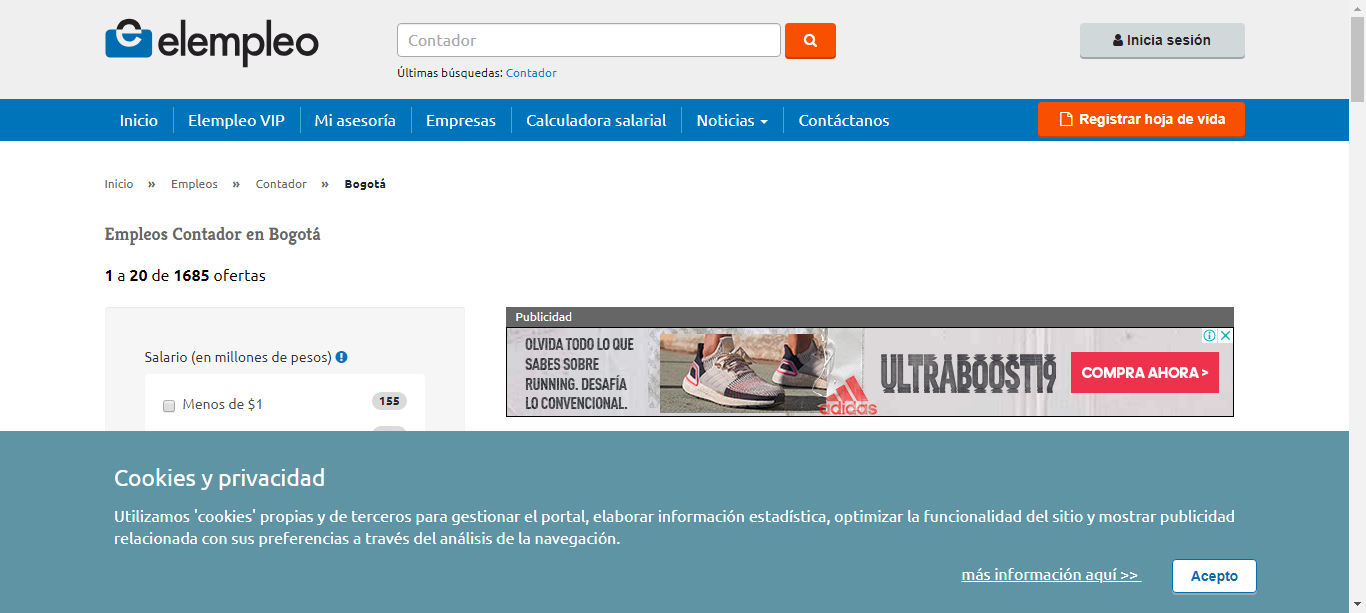 elempleo
Contador
Inicia sesión
Últimas búsquedas: Contador
Inicio Elempleo VIP Mi asesoría Empresas Calculadora salarial Noticias Contáctanos Registrar hoja de vida
Inicio » Empleos » Contador » Bogotá
Empleos Contador en Bogotá
1 a 20 de 1685 ofertas
Salario (en millones de pesos)
Menos de $1 155
Publicidad
OLVIDA TODO LO QUE
SABES SOBRE
RUNNING. DESAFÍA
LO CONVENCIONAL.
adidas
ULTRABOOST19
COMPRA AHORA >
Cookies y privacidad
Utilizamos 'cookies' propias y de terceros para gestionar el portal, elaborar información estadística, optimizar la funcionalidad del sitio y mostrar publicidad
relacionada con sus preferencias a través del análisis de la navegación.
más información aquí >>
Acepto